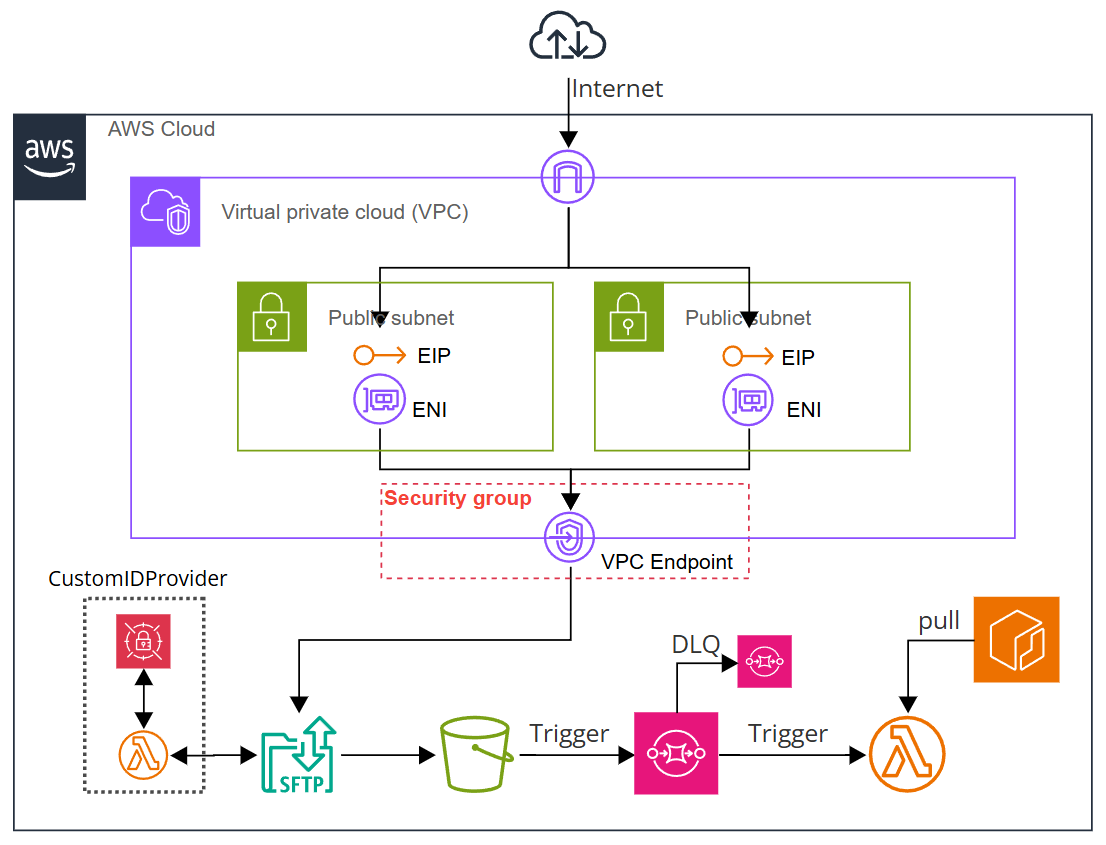 Internet
aws
AWS Cloud
Virtual private cloud (VPC)
Public subnet
Public subnet
EIP
EIP
ENI
ENI
Security group
VPC Endpoint
CustomIDProvider
pull
DLQ
Trigger
Trigger
SFTP